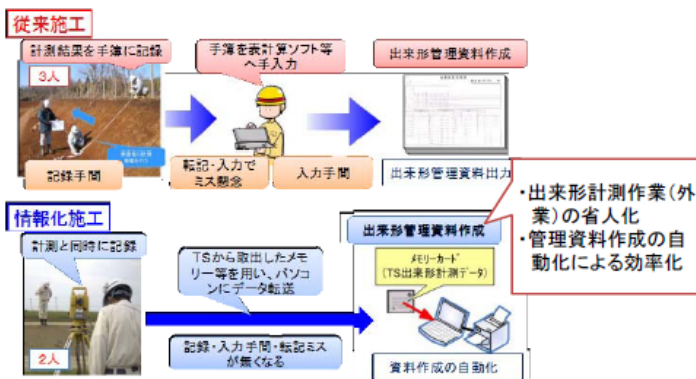 従来施工
計測結果を手簿に記録
3人
記録手間
手簿を表計算ソフト等
へ手入力
転記・入力で
ミス懸念
入力手間
出来形管理資料作成
出来形管理資料出力
情報化施工
計測と同時に記録
2人
TSから取出したメモ
リー等を用い、パソコ
ンにデータ転送
記録・入力手間・転記ミス
が無くなる
出来形管理資料作成
メモリーカード
(TS出来形計測データ)
資料作成の自動化
・出来形計測作業(外
業)の省人化
・管理資料作成の自
動化による効率化